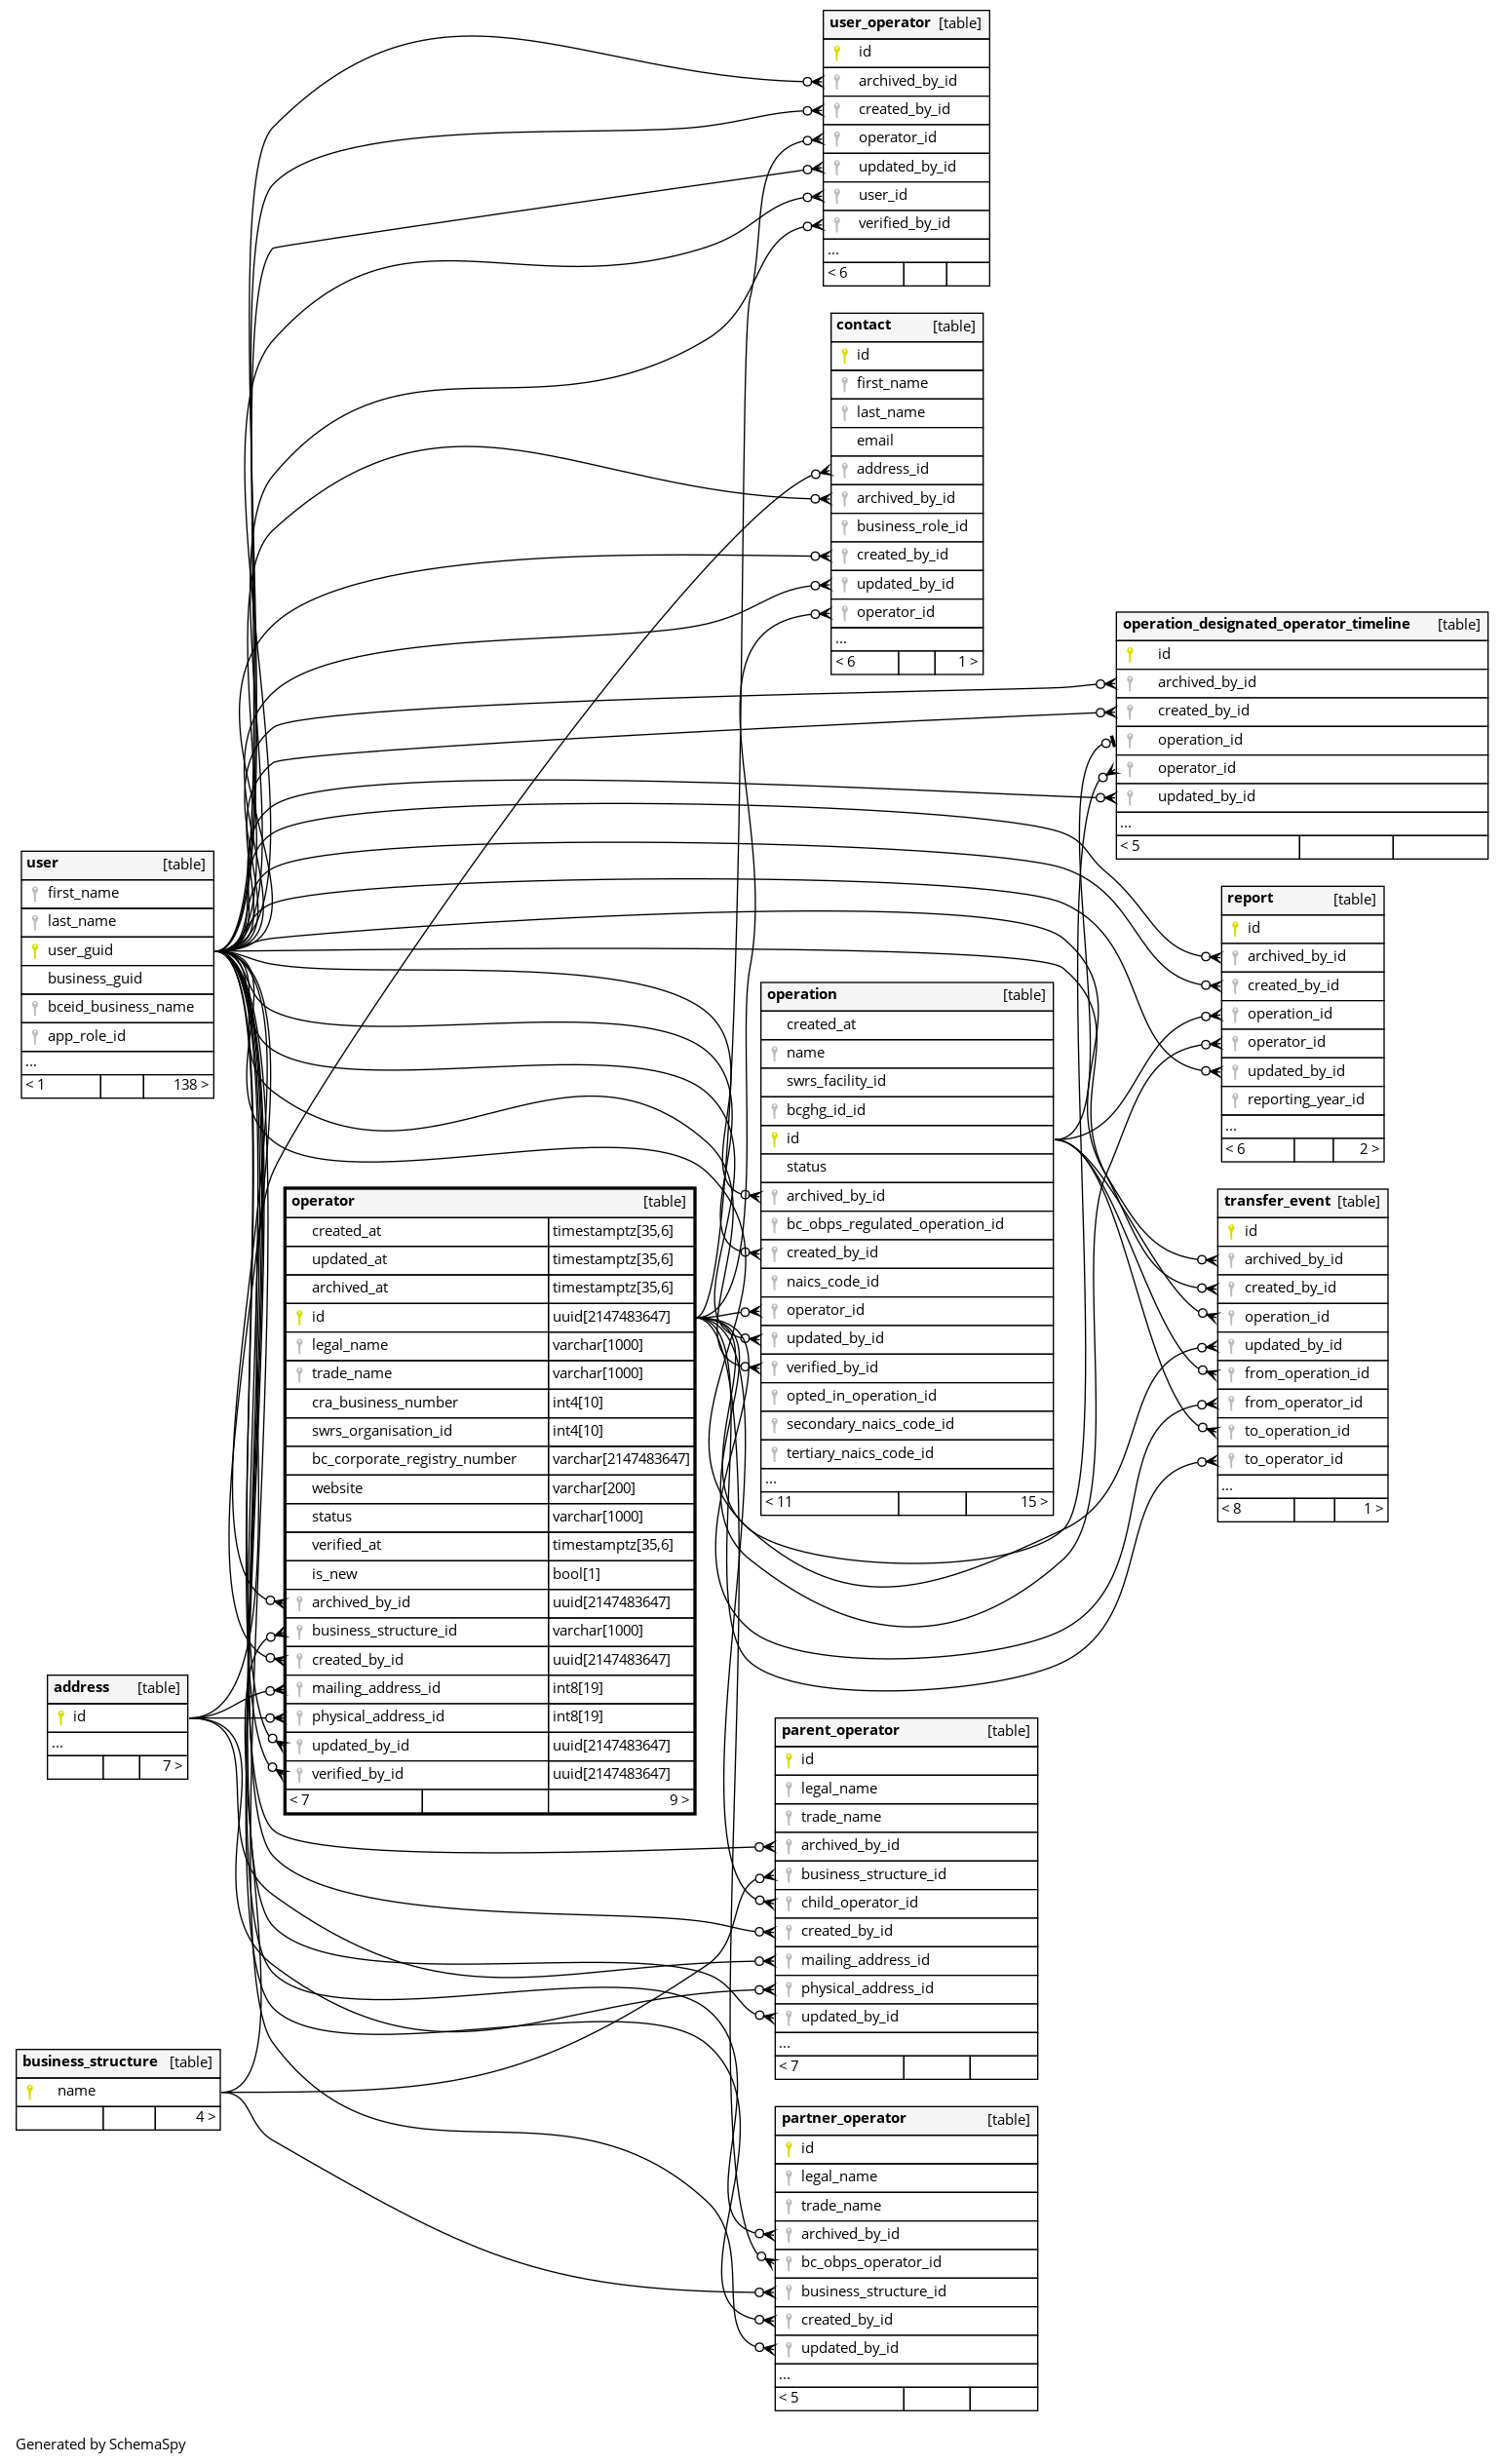 user_operator [table]
id
archived_by_id
created_by_id
operator_id
updated_by_id
user_id
verified_by_id
...
< 6
contact [table]
id
first_name
last_name
email
address_id
archived_by_id
business_role_id
created_by_id
updated_by_id
operator_id
...
< 6 1 >
operation_designated_operator_timeline [table]
id
archived_by_id
created_by_id
operation_id
operator_id
updated_by_id
...
< 5
user [table]
first_name
last_name
user_guid
business_guid
bceid_business_name
app_role_id
...
< 1 138 >
report [table]
id
archived_by_id
created_by_id
operation_id
operator_id
updated_by_id
reporting_year_id
...
< 6 2 >
operation [table]
created_at
name
swrs_facility_id
bcghg_id_id
id
status
archived_by_id
bc_obps_regulated_operation_id
created_by_id
naics_code_id
operator_id
updated_by_id
verified_by_id
opted_in_operation_id
secondary_naics_code_id
tertiary_naics_code_id
...
< 11 15 >
operator [table]
created_at timestamptz[35,6]
updated_at timestamptz[35,6]
archived_at timestamptz[35,6]
id uuid[2147483647]
legal_name varchar[1000]
trade_name varchar[1000]
cra_business_number int4[10]
swrs_organisation_id int4[10]
bc_corporate_registry_number varchar[2147483647]
website varchar[200]
status varchar[1000]
verified_at timestamptz[35,6]
is_new bool[1]
archived_by_id uuid[2147483647]
business_structure_id varchar[1000]
created_by_id uuid[2147483647]
mailing_address_id int8[19]
physical_address_id int8[19]
updated_by_id uuid[2147483647]
verified_by_id uuid[2147483647]
< 7 9 >
transfer_event [table]
id
archived_by_id
created_by_id
operation_id
updated_by_id
from_operation_id
from_operator_id
to_operation_id
to_operator_id
...
< 8 1 >
address [table]
id
...
7 >
parent_operator [table]
id
legal_name
trade_name
archived_by_id
business_structure_id
child_operator_id
created_by_id
mailing_address_id
physical_address_id
updated_by_id
...
< 7
business_structure [table]
name
4 >
partner_operator [table]
id
legal_name
trade_name
archived_by_id
bc_obps_operator_id
business_structure_id
created_by_id
updated_by_id
...
< 5
Generated by SchemaSpy